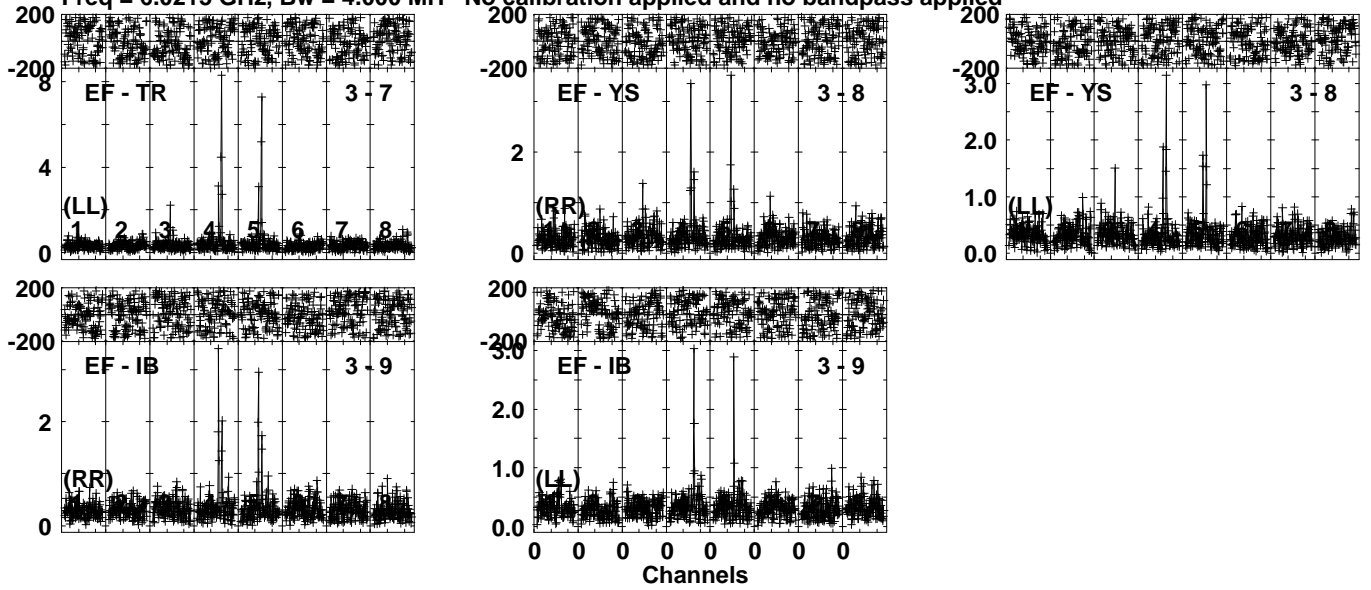 Freq = 6.0213 GHz, Bw = 4.000 MH No calibration applied and no bandpass applied
200 200 200
-200 -200 -200
8 3.0
EF - TR 3 - 7 EF - YS 3 - 8 EF - YS 3 - 8
2 2.0
4
1.0
(LL) (RR) (LL)
1 2 3 4 5 6 7 8
0 0 0.0
200 200
-200 -200
3.0
EF - IB 3 - 9 EF - IB 3 - 9
2 2.0
1.0
(RR) (LL)
0 0.0
0 0 0 0 0 0 0 0
Channels